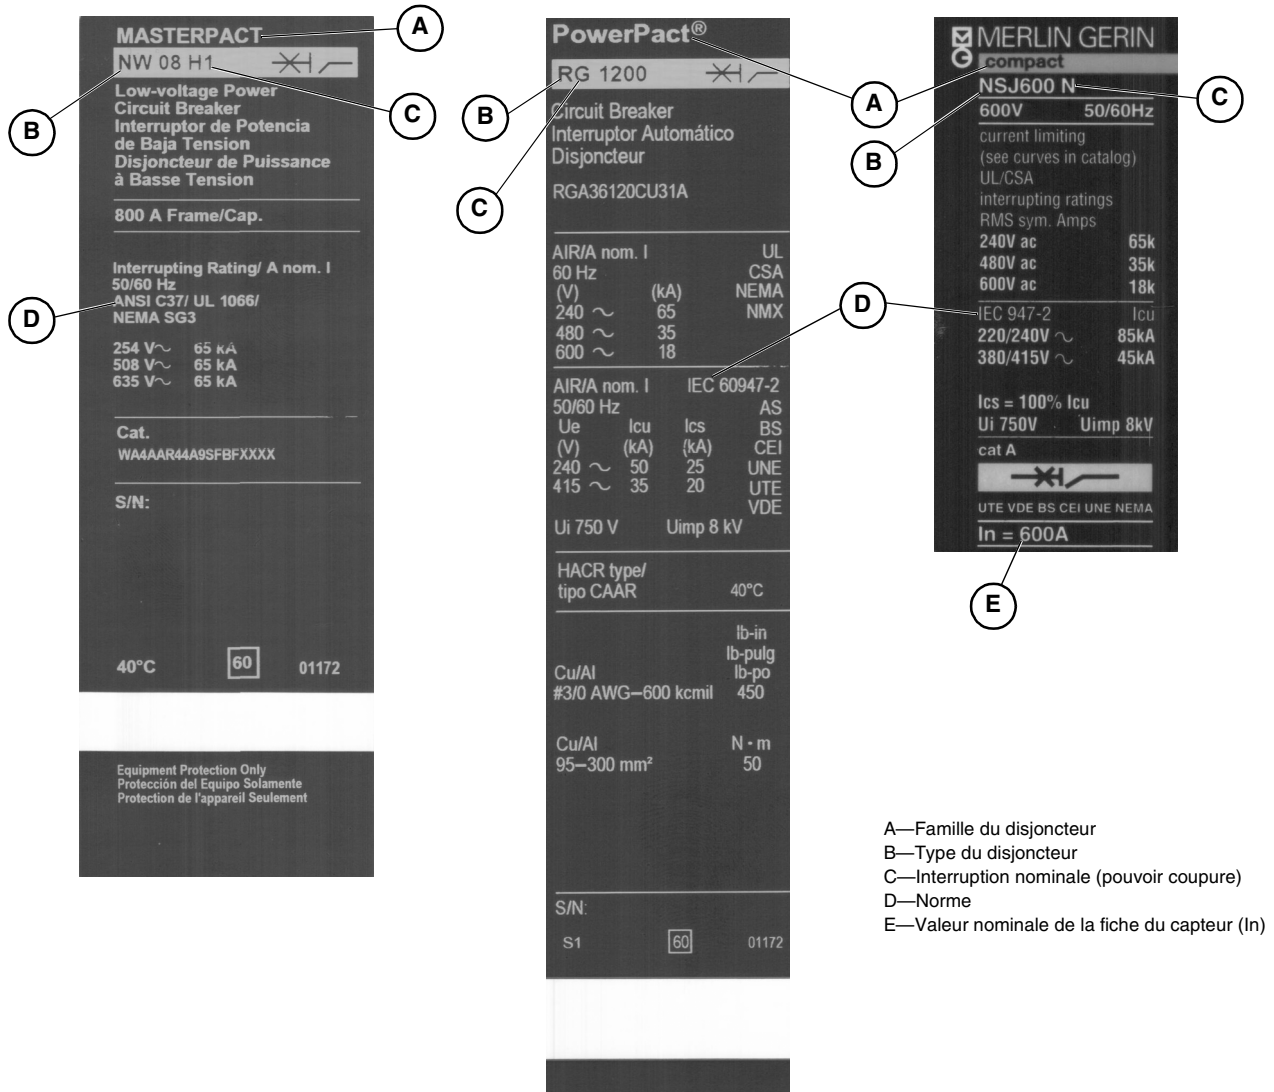 MASTERPACT
NW 08 H1
Low-voltage Power
Circuit Breaker
Interruptor de Potencia
de Baja Tension
Disjoncteur de Puissance
à Basse Tension
800 A Frame/Cap.
Interrupting Rating/ A nom. I
50/60 Hz
ANSI C37/ UL 1066/
NEMA SG3
254 V~ 65 kA
508 V~ 65 kA
635 V~ 65 kA
Cat.
WA4AAR44A9SFBFXXXX
S/N:
40°C 60 01172
Equipment Protection Only
Protección del Equipo Solamente
Protection de l'appareil Seulement
A
B
C
D
PowerPact®
RG 1200
Circuit Breaker
Interruptor Automático
Disjoncteur
RGA36120CU31A
AIR/A nom. I UL
60 Hz CSA
(V) (kA) NEMA
240 ~ 65 NMX
480 ~ 35
600 ~ 18
AIR/A nom. I IEC 60947-2
50/60 Hz AS
Ue Icu Ics BS
(V) (kA) (kA) CEI
240 ~ 50 25 UNE
415 ~ 35 20 UTE
VDE
Ui 750 V Uimp 8 kV
HACR type/
tipo CAAR 40°C
lb-in
lb-pulg
Cu/Al lb-po
#3/0 AWG–600 kcmil 450
Cu/Al N • m
95–300 mm² 50
S/N:
S1 60 01172
B
C
A
D
MERLIN GERIN
compact
NSJ600 N
600V 50/60Hz
current limiting
(see curves in catalog)
UL/CSA
interrupting ratings
RMS sym. Amps
240V ac 65k
480V ac 35k
600V ac 18k
IEC 947-2 Icu
220/240V ~ 85kA
380/415V ~ 45kA
Ics = 100% Icu
Ui 750V Uimp 8kV
cat A
UTE VDE BS CEI UNE NEMA
In = 600A
B
C
E
A—Famille du disjoncteur
B—Type du disjoncteur
C—Interruption nominale (pouvoir coupure)
D—Norme
E—Valeur nominale de la fiche du capteur (In)